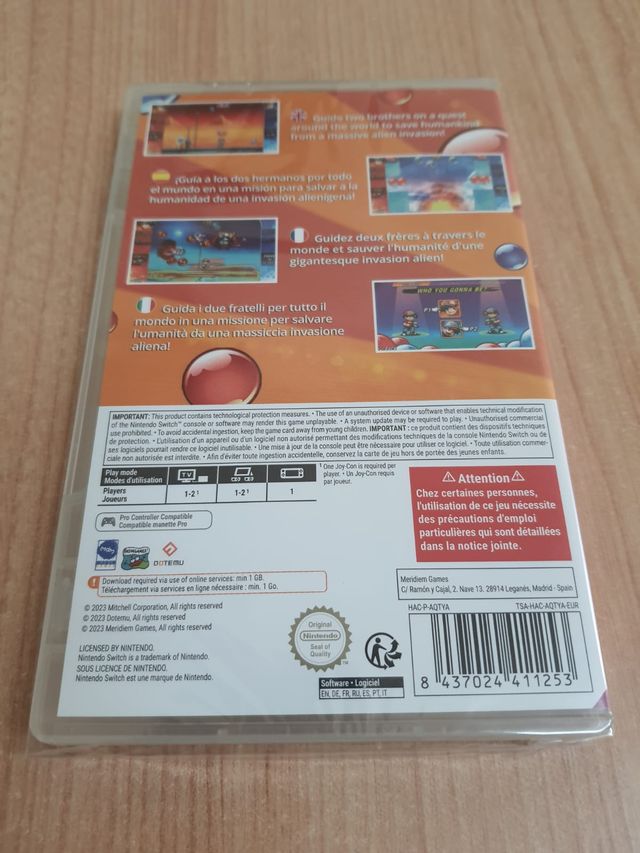 Guide two brothers on a quest
around the world to save humankind
from a massive alien invasion!
¡Guía a los dos hermanos por todo
el mundo en una misión para salvar a la
humanidad de una invasión alienígena!
Guidez deux frères à travers le
monde et sauver l'humanité d'une
gigantesque invasion alien!
WHO YOU GONNA BE?
P1
P2
Guida i due fratelli per tutto il
mondo in una missione per salvare
l'umanità da una massiccia invasione
aliena!
IMPORTANT: This product contains technological protection measures. • The use of an unauthorised device or software that enables technical modification
of the Nintendo Switch™ console or software may render this game unplayable. • A system update may be required to play. • Unauthorised commercial
use prohibited. • To avoid accidental ingestion, keep the game card away from young children. IMPORTANT : ce produit contient des dispositifs techniques
de protection. • L'utilisation d'un appareil ou d'un logiciel non autorisé permettant des modifications techniques de la console Nintendo Switch ou de
ses logiciels pourrait rendre ce logiciel inutilisable. • Une mise à jour de la console peut être nécessaire pour utiliser ce logiciel. • Toute utilisation commer-
ciale non autorisée est interdite. • Afin d'éviter toute ingestion accidentelle, conservez la carte de jeu hors de portée des jeunes enfants.
Play mode
Modes d'utilisation
TV
Players
Joueurs
1-2¹
1-2¹
1
¹ One Joy-Con is required per
player. • Un Joy-Con requis
par joueur.
Pro Controller Compatible
Compatible manette Pro
DOTEMU
Download required via use of online services: min 1 GB.
Téléchargement via services en ligne nécessaire : min. 1 Go.
© 2023 Mitchell Corporation, All rights reserved
© 2023 Dotemu, All rights reserved
© 2023 Meridiem Games, All rights reserved
LICENSED BY NINTENDO.
Nintendo Switch is a trademark of Nintendo.
SOUS LICENCE DE NINTENDO.
Nintendo Switch est une marque de Nintendo.
Attention
Chez certaines personnes,
l'utilisation de ce jeu nécessite
des précautions d'emploi
particulières qui sont détaillées
dans la notice jointe.
Meridiem Games
C/ Ramón y Cajal, 2. Nave 13. 28914 Leganés, Madrid - Spain
HAC-P-AQTYA
TSA-HAC-AQTYA-EUR
Original
Nintendo
Seal of
Quality
TM
Software • Logiciel
EN, DE, FR, RU, ES, PT, IT
8 437024 411253